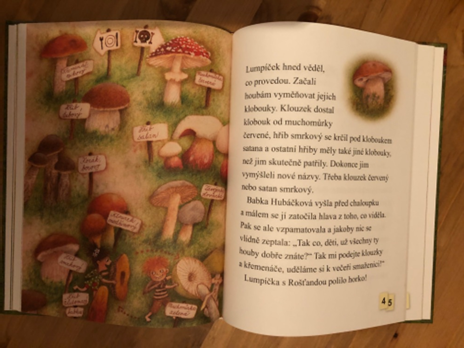 Lumpíček hned věděl,
co provedou. Začali
houbám vyměňovat jejich
klobouky. Klouzek dostal
klobouk od muchomůrky
červené, hřib smrkový se krčil pod kloboukem
satana a ostatní hřiby měly také jiné klobouky,
než jim skutečně patřily. Dokonce jim
vymýšleli nové názvy. Třeba klouzek červený
nebo satan smrkový.
Babka Hubáčková vyšla před chaloupku
a málem se jí zatočila hlava z toho, co viděla.
Pak se ale vzpamatovala a jakoby nic se
vlídně zeptala: „Tak co, děti, už všechny ty
houby dobře znáte?“ Tak mi podejte klouzky
a křemenáče, uděláme si k večeři smaženici!“
Lumpíčka s Rošťandou polilo horko!
45